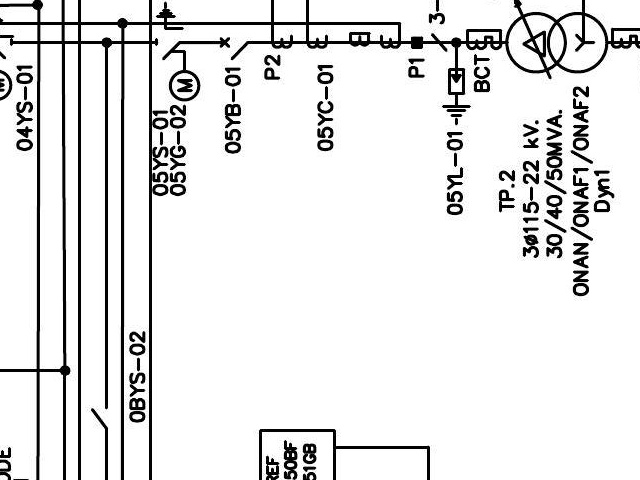 04YS-01
M
05YS-01
05YG-02
M
05YB-01
P2
05YC-01
P1
3-
05YL-01
BCT
TP.2
3ø115-22 kV.
30/40/50MVA.
ONAN/ONAF1/ONAF2
Dyn1
0BYS-02
REF
50BF
51GB